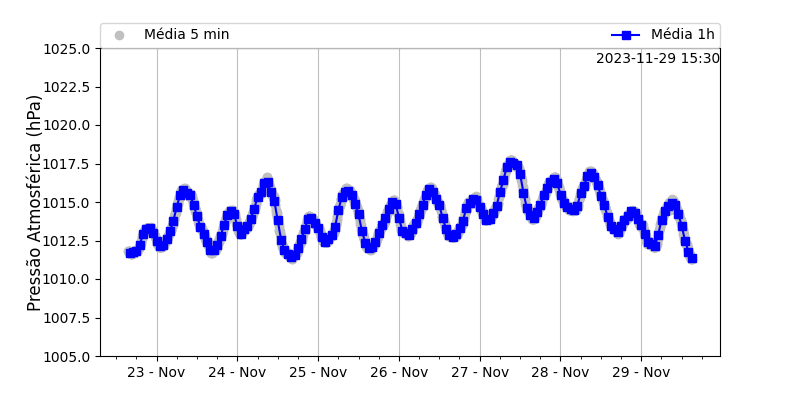 Média 5 min
Média 1h
2023-11-29 15:30
Pressão Atmosférica (hPa)
1025.0
1022.5
1020.0
1017.5
1015.0
1012.5
1010.0
1007.5
1005.0
23 - Nov
24 - Nov
25 - Nov
26 - Nov
27 - Nov
28 - Nov
29 - Nov